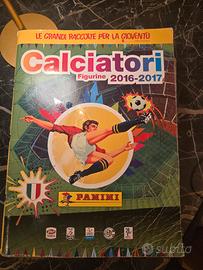 LE GRANDI RACCOLTE PER LA GIOVENTÙ
Calciatori
Figurine 2016-2017
PANINI
subito